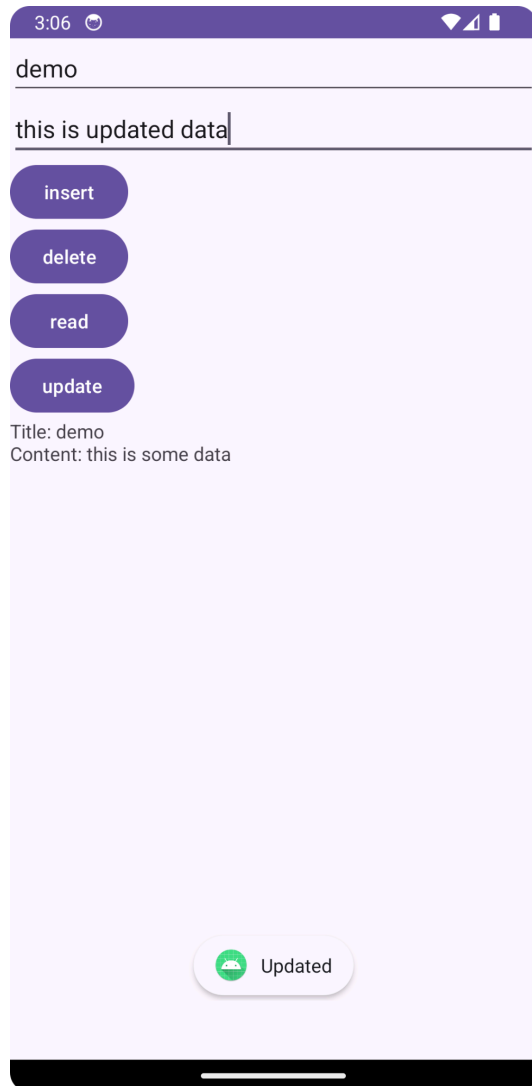 3:06
demo
this is updated data
insert
delete
read
update
Title: demo
Content: this is some data
Updated